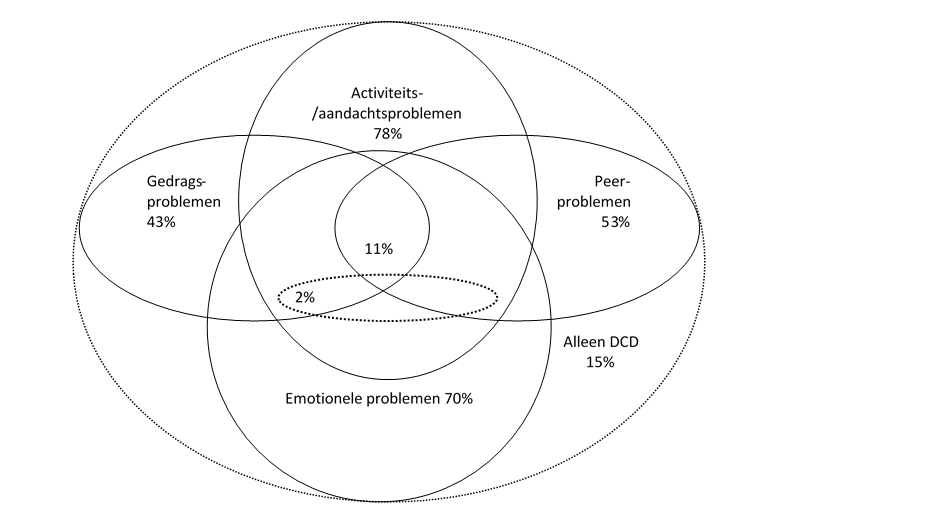 Activiteits-
/aandachtsproblemen
78%
Gedrags-
problemen
43%
Peer-
problemen
53%
11%
2%
Alleen DCD
15%
Emotionele problemen 70%